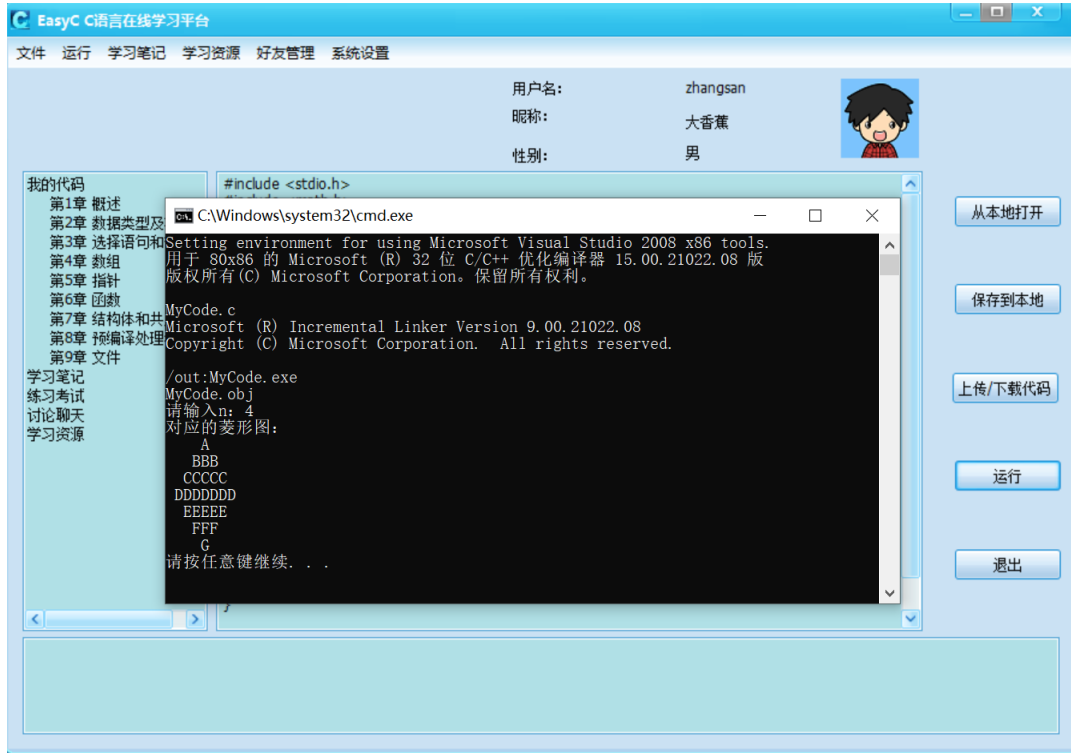 EasyC C语言在线学习平台
文件 运行 学习笔记 学习资源 好友管理 系统设置
用户名: zhangsan
昵称: 大香蕉
性别: 男
我的代码
第1章 概述
第2章 数据类型及
第3章 选择语句和
第4章 数组
第5章 指针
第6章 函数
第7章 结构体和共
第8章 预编译处理
第9章 文件
学习笔记
练习考试
讨论聊天
学习资源
#include <stdio.h>
C:\Windows\system32\cmd.exe
Setting environment for using Microsoft Visual Studio 2008 x86 tools.
用于 80x86 的 Microsoft (R) 32 位 C/C++ 优化编译器 15.00.21022.08 版
版权所有(C) Microsoft Corporation。保留所有权利。
MyCode.c
Microsoft (R) Incremental Linker Version 9.00.21022.08
Copyright (C) Microsoft Corporation.  All rights reserved.
/out:MyCode.exe
MyCode.obj
请输入n: 4
对应的菱形图:
A
BBB
CCCCC
DDDDDDD
EEEEE
FFF
G
请按任意键继续. . .
}
从本地打开
保存到本地
上传/下载代码
运行
退出